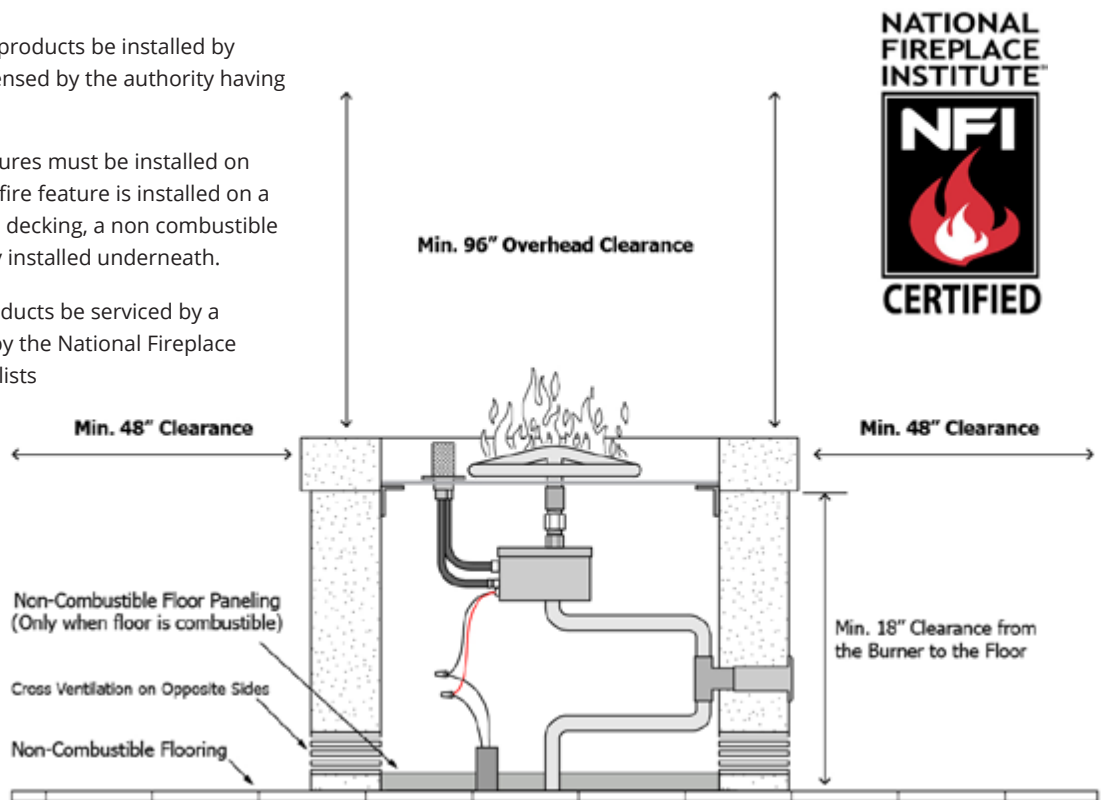 products be installed by
ensed by the authority having
ures must be installed on
fire feature is installed on a
decking, a non combustible
installed underneath.
ducts be serviced by a
by the National Fireplace
lists
NATIONAL
FIREPLACE
INSTITUTE™
NFI
CERTIFIED
Min. 96" Overhead Clearance
Min. 48" Clearance
Min. 48" Clearance
Non-Combustible Floor Paneling
(Only when floor is combustible)
Min. 18" Clearance from
the Burner to the Floor
Cross Ventilation on Opposite Sides
Non-Combustible Flooring